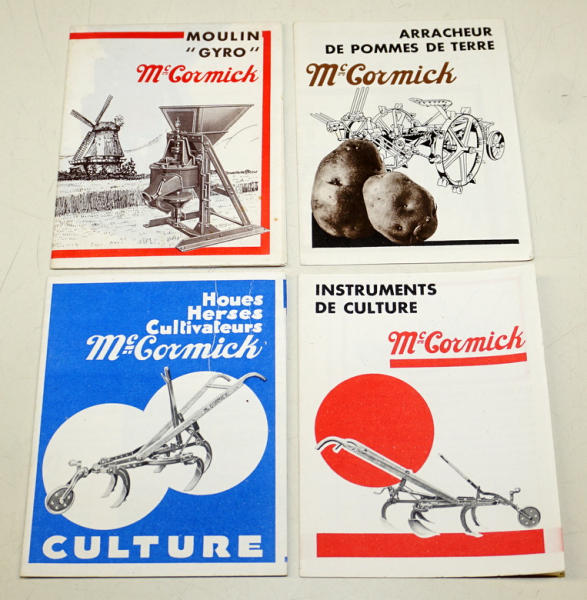 MOULIN
"GYRO"
McCormick
ARRACHEUR
DE POMMES DE TERRE
McCormick
Houes
Herses
Cultivateurs
McCormick
CULTURE
INSTRUMENTS
DE CULTURE
McCormick